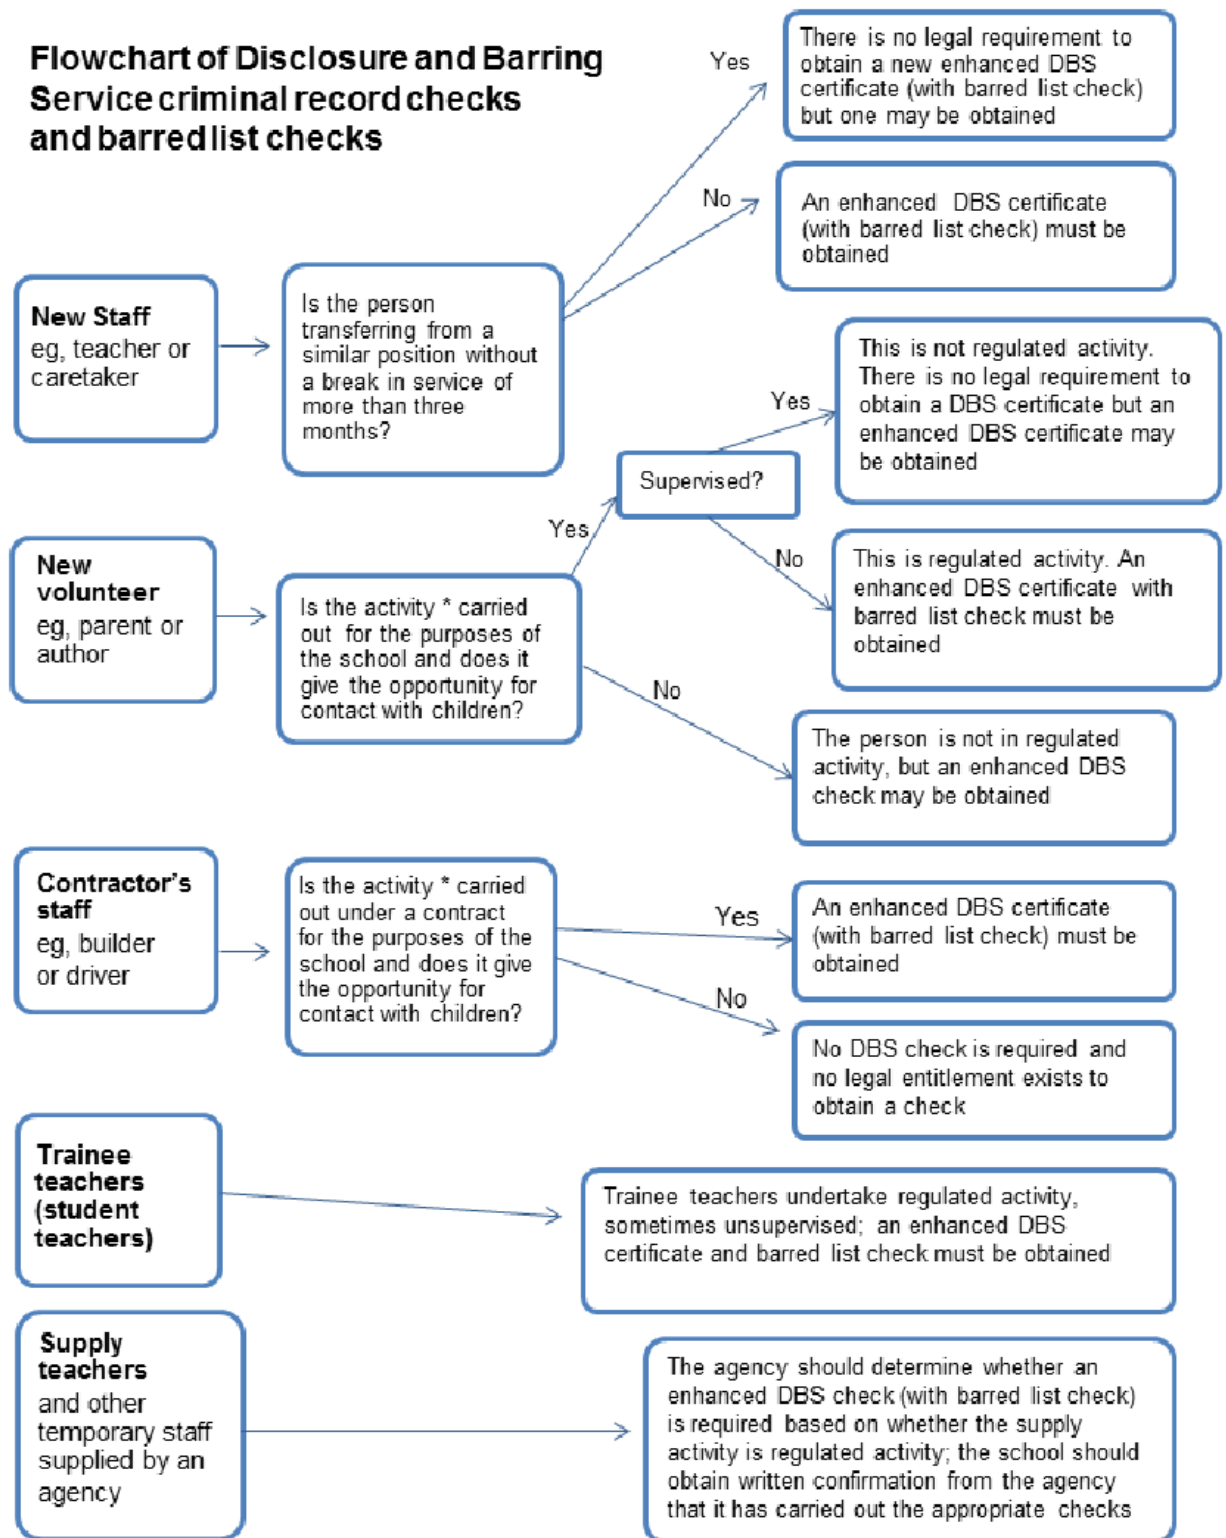 Flowchart of Disclosure and Barring
Service criminal record checks
and barred list checks
Yes
There is no legal requirement to
obtain a new enhanced DBS
certificate (with barred list check)
but one may be obtained
No
An enhanced DBS certificate
(with barred list check) must be
obtained
New Staff
eg, teacher or
caretaker
Is the person
transferring from a
similar position without
a break in service of
more than three
months?
New
volunteer
eg, parent or
author
Is the activity * carried
out for the purposes of
the school and does it
give the opportunity for
contact with children?
Yes
Supervised?
Yes
This is not regulated activity.
There is no legal requirement to
obtain a DBS certificate but an
enhanced DBS certificate may
be obtained
No
This is regulated activity. An
enhanced DBS certificate with
barred list check must be
obtained
No
The person is not in regulated
activity, but an enhanced DBS
check may be obtained
Contractor's
staff
eg, builder
or driver
Is the activity * carried
out under a contract
for the purposes of the
school and does it give
the opportunity for
contact with children?
Yes
An enhanced DBS certificate
(with barred list check) must be
obtained
No
No DBS check is required and
no legal entitlement exists to
obtain a check
Trainee
teachers
(student
teachers)
Trainee teachers undertake regulated activity,
sometimes unsupervised; an enhanced DBS
certificate and barred list check must be obtained
Supply
teachers
and other
temporary staff
supplied by an
agency
The agency should determine whether an
enhanced DBS check (with barred list check)
is required based on whether the supply
activity is regulated activity; the school should
obtain written confirmation from the agency
that it has carried out the appropriate checks